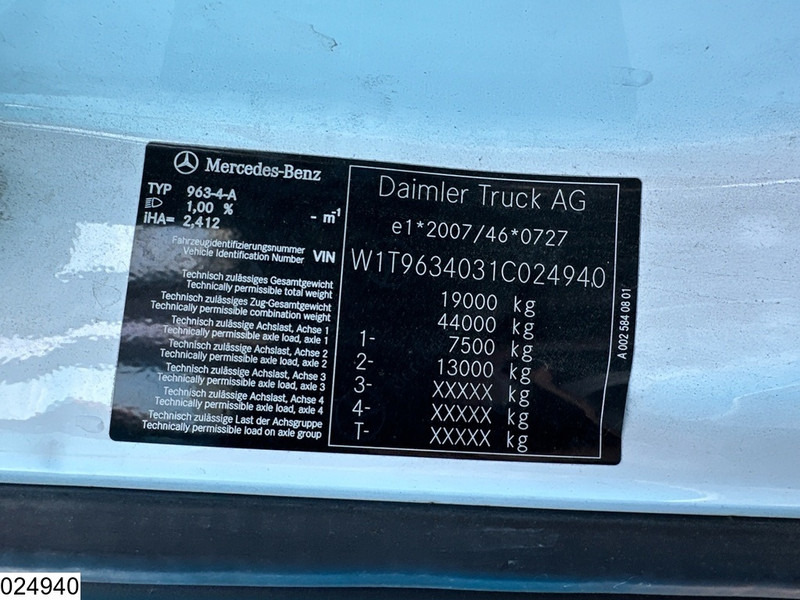 Mercedes-Benz
TYP 963-4-A
1,00 %
iHA= 2,412 - m-1
Fahrzeugidentifizierungsnummer
Vehicle Identification Number VIN
Technisch zulässiges Gesamtgewicht
Technically permissible total weight
Technisch zulässiges Zug-Gesamtgewicht
Technically permissible combination weight
Technisch zulässige Achslast, Achse 1
Technically permissible axle load, axle 1
Technisch zulässige Achslast, Achse 2
Technically permissible axle load, axle 2
Technisch zulässige Achslast, Achse 3
Technically permissible axle load, axle 3
Technisch zulässige Achslast, Achse 4
Technically permissible axle load, axle 4
Technisch zulässige Last der Achsgruppe
Technically permissible load on axle group
Daimler Truck AG
e1*2007/46*0727
W1T9634031C024940
19000 kg
44000 kg
1- 7500 kg
2- 13000 kg
3- XXXXX kg
4- XXXXX kg
T- XXXXX kg
A 002 584 08 01
024940